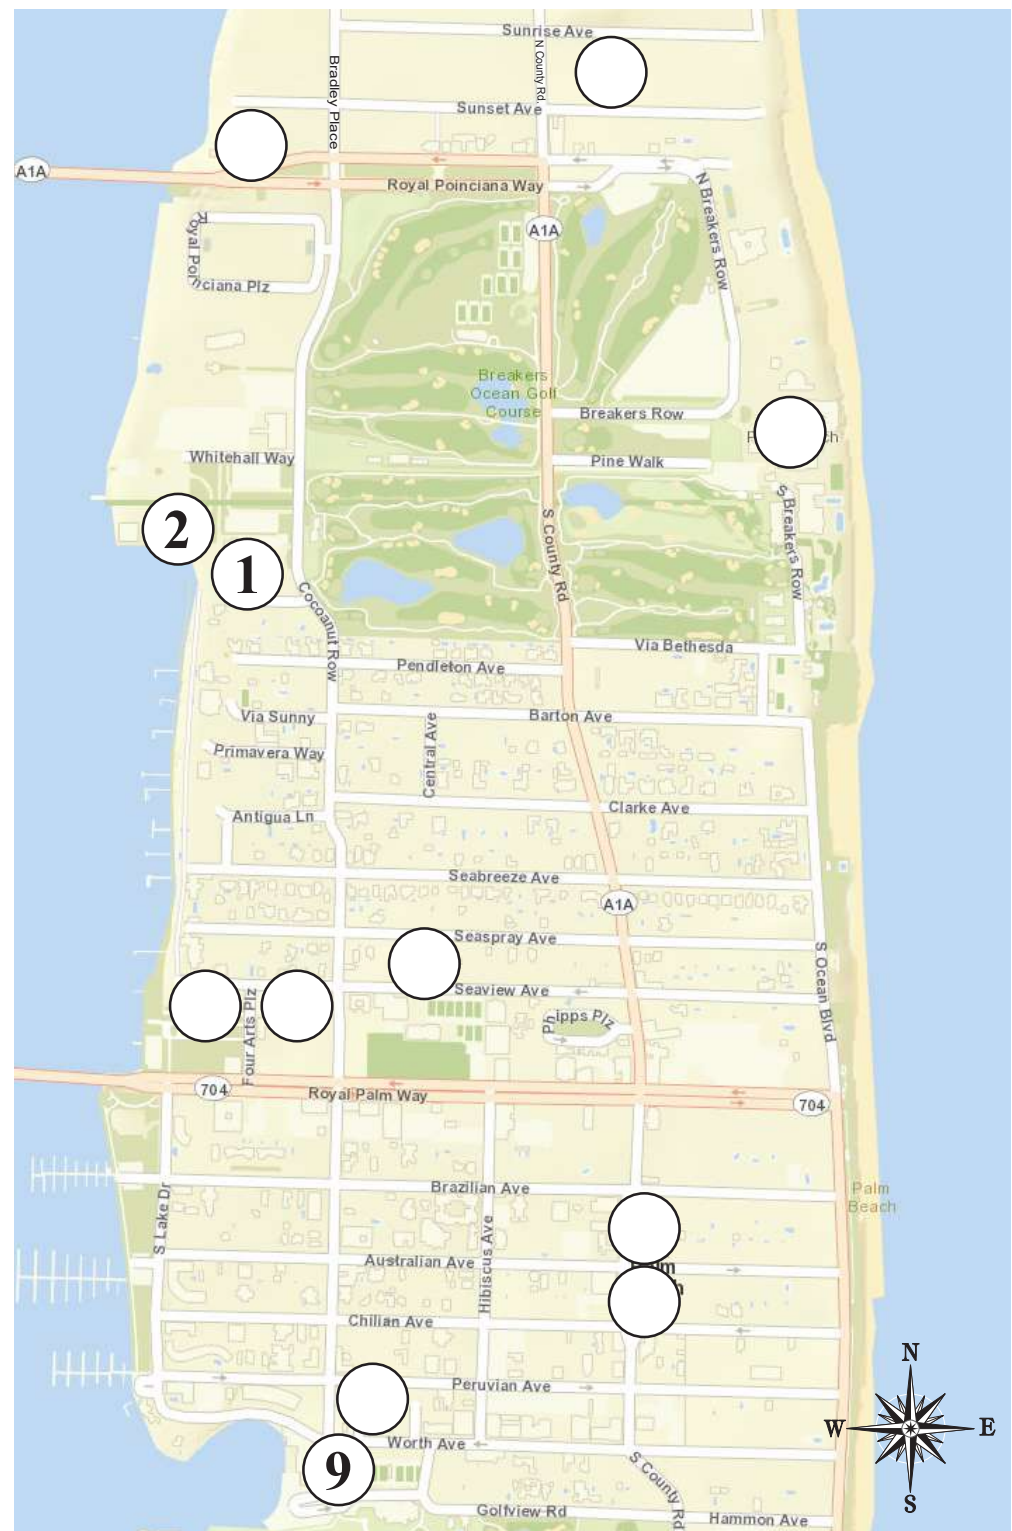 Sunrise Ave
N County Rd.
Bradley Place
Sunset Ave
A1A
Royal Poinciana Way
N Breakers Row
A1A
Royal Poinciana Plz
Breakers
Ocean Golf
Course
Breakers Row
Whitehall Way
Pine Walk
S Breakers Row
2
S County Rd
1
Cocoanut Row
Via Bethesda
Pendleton Ave
Via Sunny
Central Ave
Barton Ave
Primavera Way
Clarke Ave
Antigua Ln
Seabreeze Ave
A1A
Seaspray Ave
S Ocean Blvd
Seaview Ave
Four Arts Plz
Phipps Plz
704
Royal Palm Way
704
Brazilian Ave
Palm
Beach
S Lake Dr
Hibiscus Ave
Australian Ave
Chilian Ave
N
Peruvian Ave
W
E
Worth Ave
9
S County Rd
S
Golfview Rd
Hammon Ave